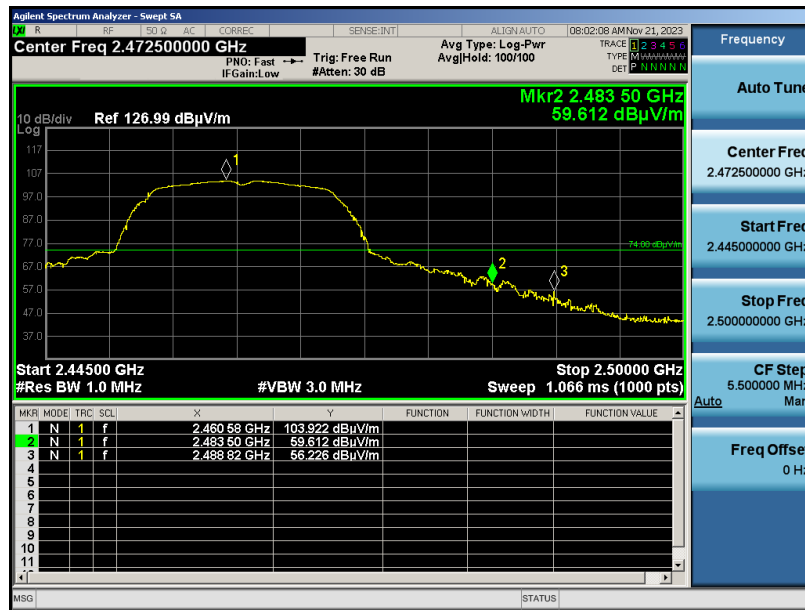 Agilent Spectrum Analyzer - Swept SA
LXI R RF 50 Ω AC CORREC SENSE:INT ALIGN AUTO 08:02:08 AM Nov 21, 2023
Center Freq 2.472500000 GHz
PNO: Fast
IFGain:Low
Trig: Free Run
#Atten: 30 dB
Avg Type: Log-Pwr
Avg|Hold: 100/100
TRACE 1 2 3 4 5 6
TYPE M WWWWW
DET P N N N N N
Mkr2 2.483 50 GHz
59.612 dBµV/m
10 dB/div Ref 126.99 dBµV/m
Log
117
107
97.0
87.0
77.0
67.0
57.0
47.0
37.0
1
2
3
74.00 dBµV/m
Start 2.44500 GHz Stop 2.50000 GHz
#Res BW 1.0 MHz #VBW 3.0 MHz Sweep 1.066 ms (1000 pts)
MKR MODE TRC SCL X Y FUNCTION FUNCTION WIDTH FUNCTION VALUE
1 N 1 f 2.460 58 GHz 103.922 dBµV/m
2 N 1 f 2.483 50 GHz 59.612 dBµV/m
3 N 1 f 2.488 82 GHz 56.226 dBµV/m
4
5
6
7
8
9
10
11
MSG STATUS
Frequency
Auto Tune
Center Freq
2.472500000 GHz
Start Freq
2.445000000 GHz
Stop Freq
2.500000000 GHz
CF Step
5.500000 MHz
Auto Man
Freq Offset
0 Hz